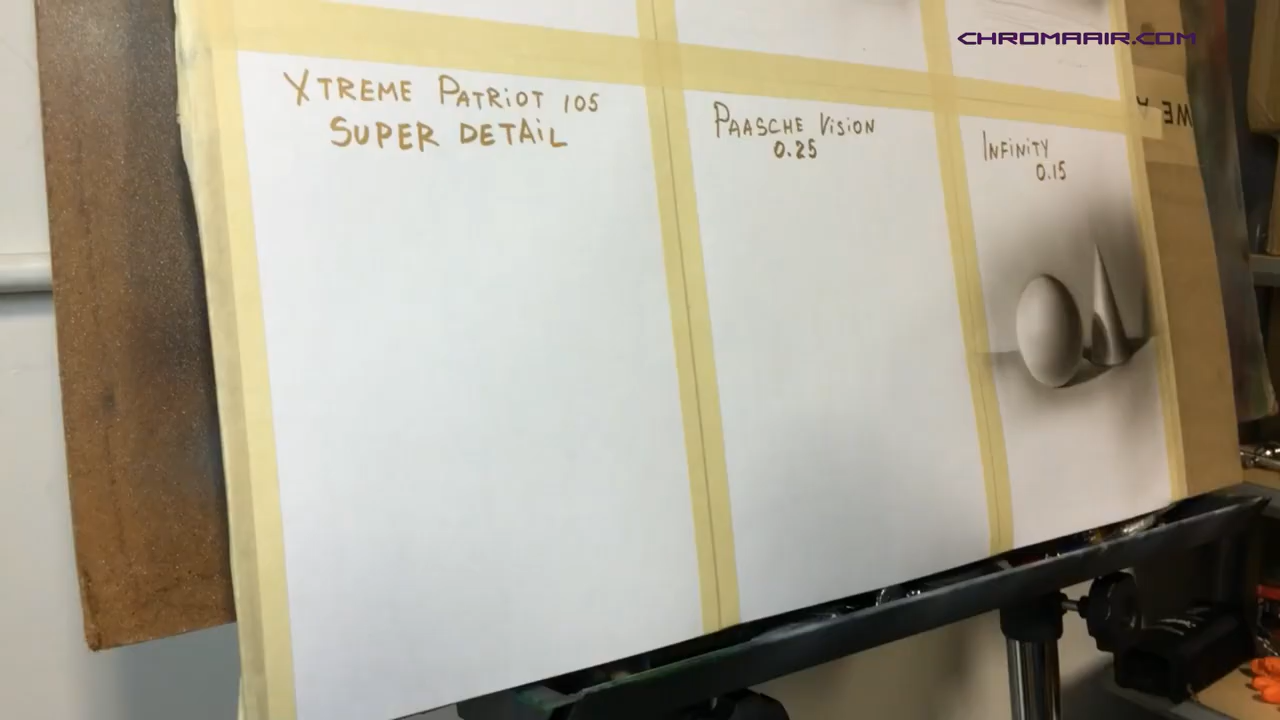 CHROMAAIR.COM
XTREME PATRIOT 105
SUPER DETAIL
PAASCHE VISION
0.25
INFINITY
0.15